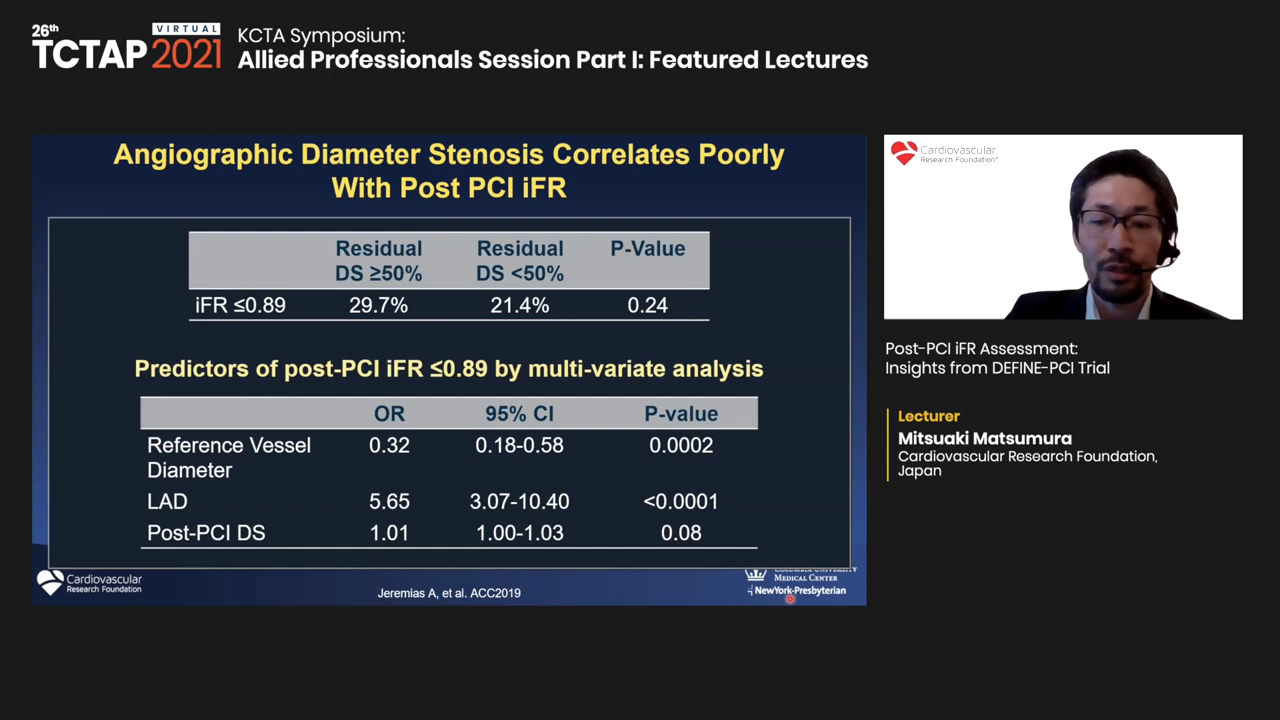 26th
VIRTUAL
TCTAP 2021
KCTA Symposium:
Allied Professionals Session Part I: Featured Lectures
Angiographic Diameter Stenosis Correlates Poorly
With Post PCI iFR
Residual DS ≥50% Residual DS <50% P-Value
iFR ≤0.89 29.7% 21.4% 0.24
Predictors of post-PCI iFR ≤0.89 by multi-variate analysis
OR 95% CI P-value
Reference Vessel Diameter 0.32 0.18-0.58 0.0002
LAD 5.65 3.07-10.40 <0.0001
Post-PCI DS 1.01 1.00-1.03 0.08
Cardiovascular
Research Foundation
Jeremias A, et al. ACC2019
COLUMBIA UNIVERSITY
MEDICAL CENTER
NewYork-Presbyterian
Cardiovascular
Research Foundation®
Post-PCI iFR Assessment:
Insights from DEFINE-PCI Trial
Lecturer
Mitsuaki Matsumura
Cardiovascular Research Foundation,
Japan